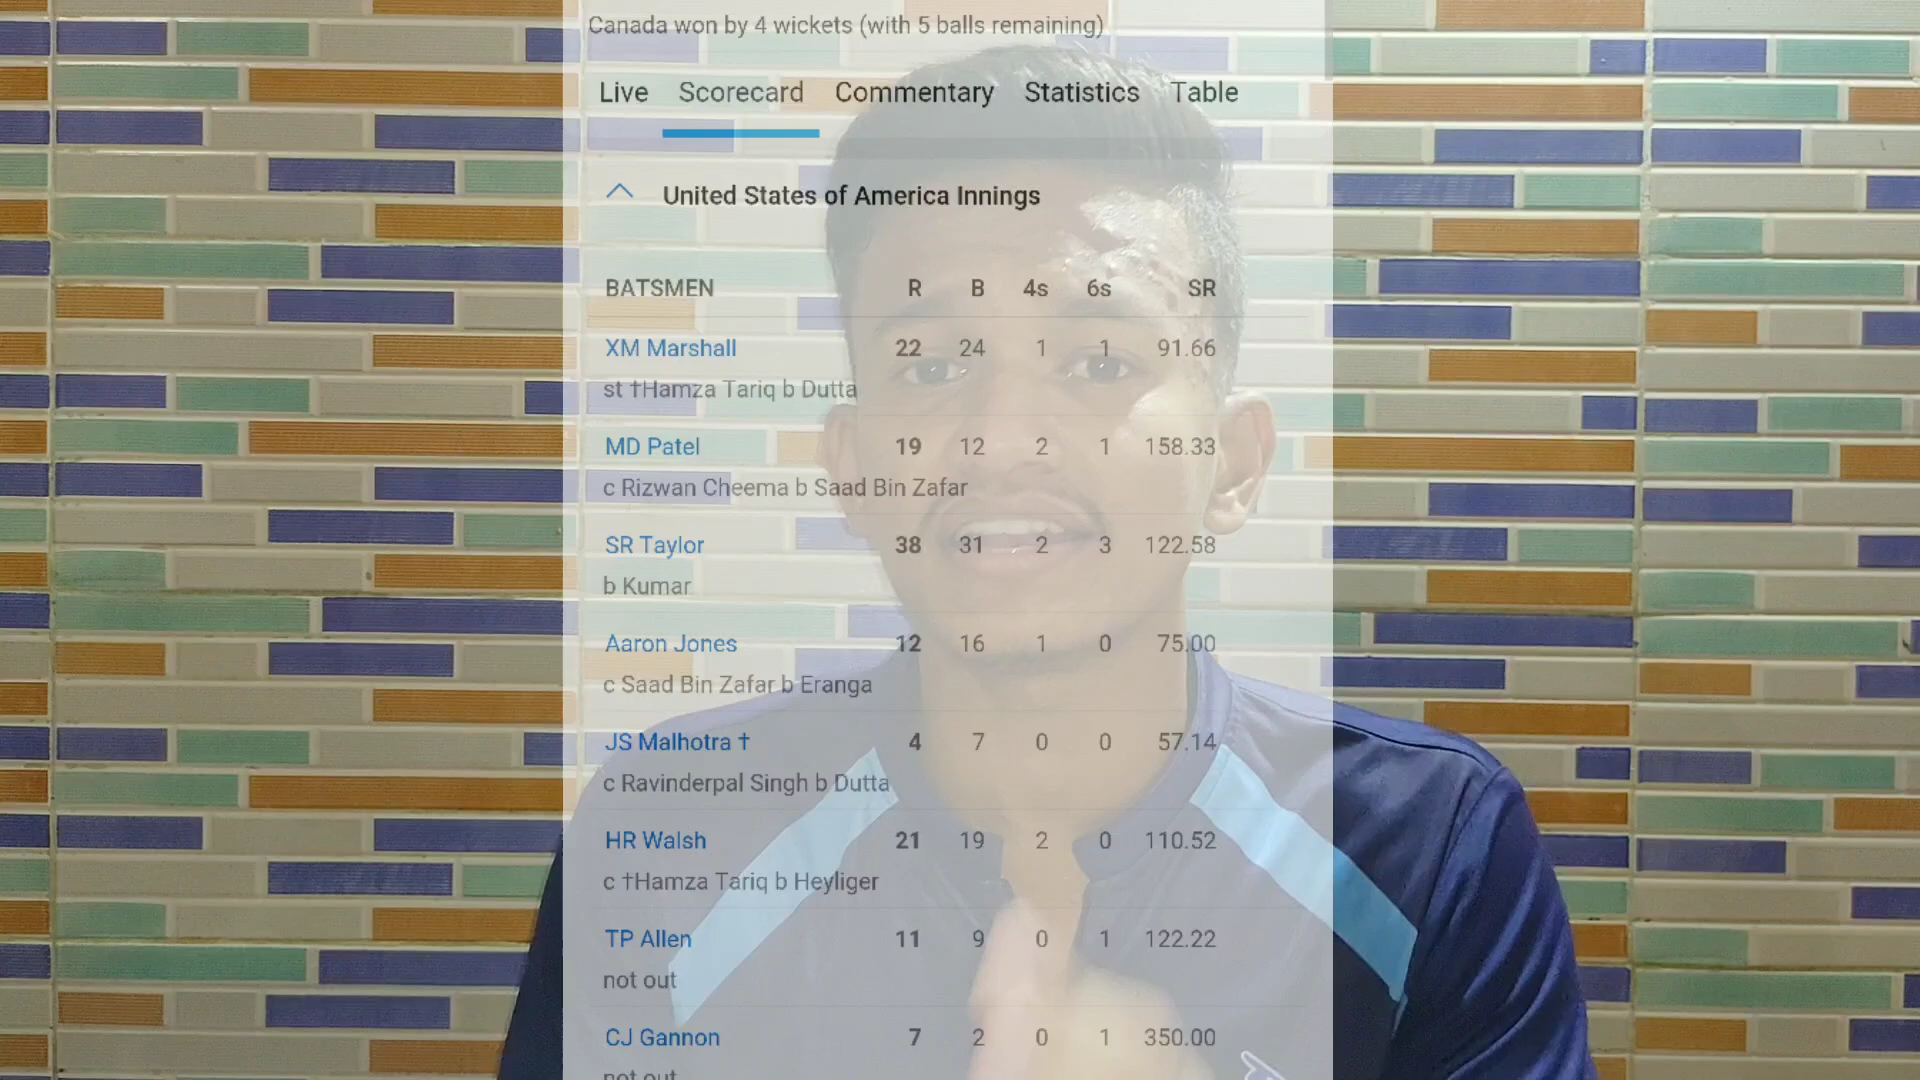 Canada won by 4 wickets (with 5 balls remaining)
Live Scorecard Commentary Statistics Table
United States of America Innings
BATSMEN R B 4s 6s SR
XM Marshall 22 24 1 1 91.66
st †Hamza Tariq b Dutta
MD Patel 19 12 2 1 158.33
c Rizwan Cheema b Saad Bin Zafar
SR Taylor 38 31 2 3 122.58
b Kumar
Aaron Jones 12 16 1 0 75.00
c Saad Bin Zafar b Eranga
JS Malhotra † 4 7 0 0 57.14
c Ravinderpal Singh b Dutta
HR Walsh 21 19 2 0 110.52
c †Hamza Tariq b Heyliger
TP Allen 11 9 0 1 122.22
not out
CJ Gannon 7 2 0 1 350.00
not out